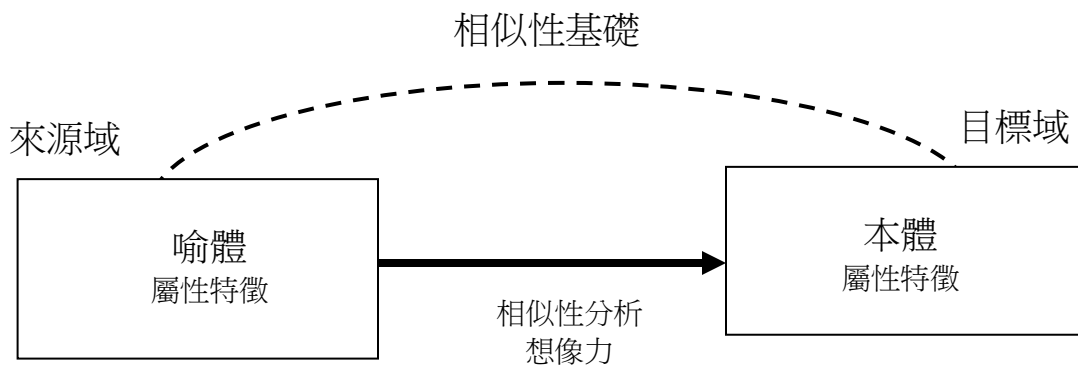 相似性基礎
來源域
目標域
喻體
屬性特徵
本體
屬性特徵
相似性分析
想像力